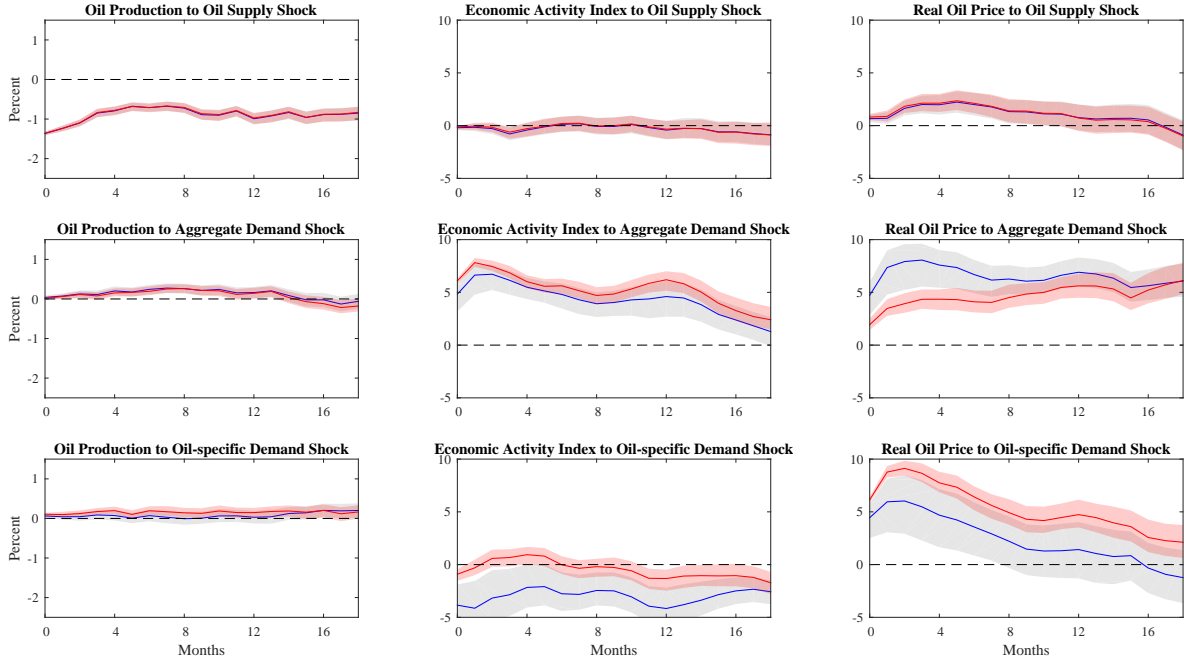 Oil Production to Oil Supply Shock
Economic Activity Index to Oil Supply Shock
Real Oil Price to Oil Supply Shock
Percent
1
0
-1
-2
0 4 8 12 16
10
5
0
-5
0 4 8 12 16
10
5
0
-5
0 4 8 12 16
Oil Production to Aggregate Demand Shock
Economic Activity Index to Aggregate Demand Shock
Real Oil Price to Aggregate Demand Shock
Percent
1
0
-1
-2
0 4 8 12 16
10
5
0
-5
0 4 8 12 16
10
5
0
-5
0 4 8 12 16
Oil Production to Oil-specific Demand Shock
Economic Activity Index to Oil-specific Demand Shock
Real Oil Price to Oil-specific Demand Shock
Percent
1
0
-1
-2
0 4 8 12 16
Months
10
5
0
-5
0 4 8 12 16
Months
10
5
0
-5
0 4 8 12 16
Months